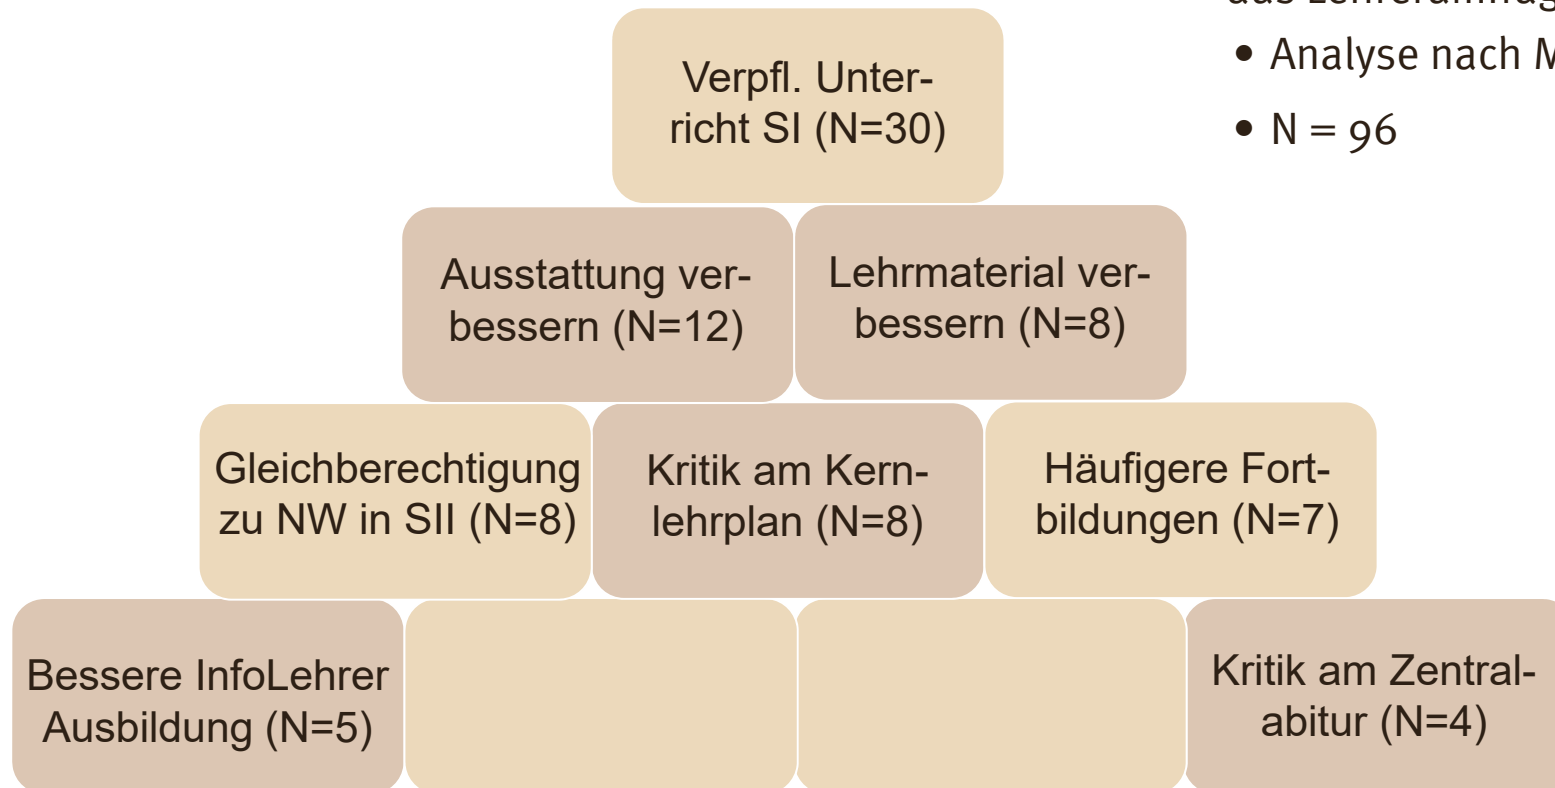 • Analyse nach
• N = 96
Verpfl. Unter-
richt SI (N=30)
Ausstattung ver-
bessern (N=12)
Lehrmaterial ver-
bessern (N=8)
Gleichberechtigung
zu NW in SII (N=8)
Kritik am Kern-
lehrplan (N=8)
Häufigere Fort-
bildungen (N=7)
Bessere InfoLehrer
Ausbildung (N=5)
Kritik am Zentral-
abitur (N=4)